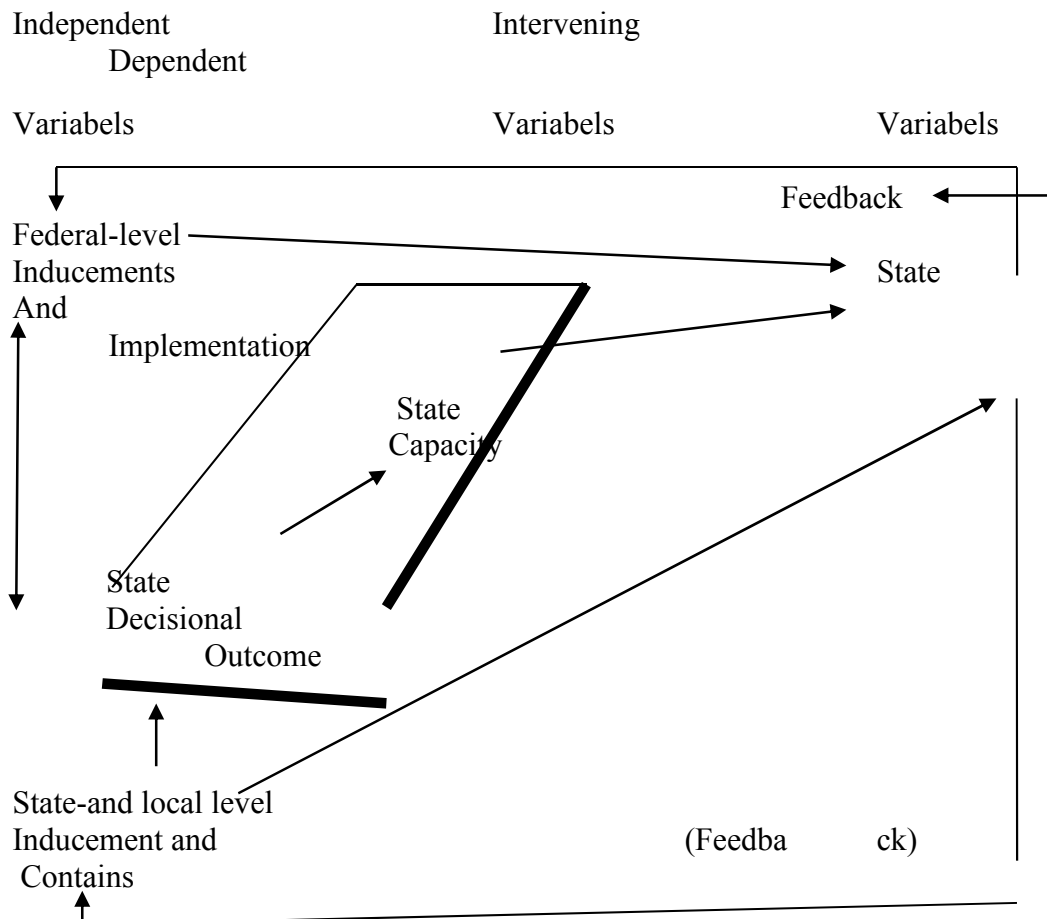 Independent Intervening
Dependent
Variabels Variabels Variabels
Feedback
Federal-level
Inducements State
And
Implementation
State
Capacity
State
Decisional
Outcome
State-and local level
Inducement and (Feedba ck)
Contains